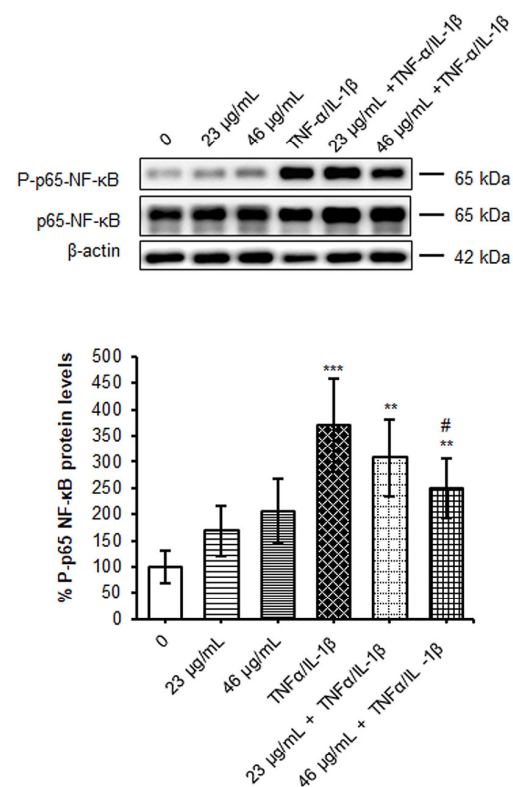 0
23 µg/mL
46 µg/mL
TNF-α/IL-1β
23 µg/mL +TNF-α/IL-1β
46 µg/mL +TNF-α/IL-1β
P-p65-NF-κB
65 kDa
p65-NF-κB
65 kDa
β-actin
42 kDa
% P-p65 NF-κB protein levels
500
450
400
350
300
250
200
150
100
50
0
***
**
#
**
0
23 µg/mL
46 µg/mL
TNFα/IL-1β
23 µg/mL + TNFα/IL-1β
46 µg/mL + TNFα/IL -1β